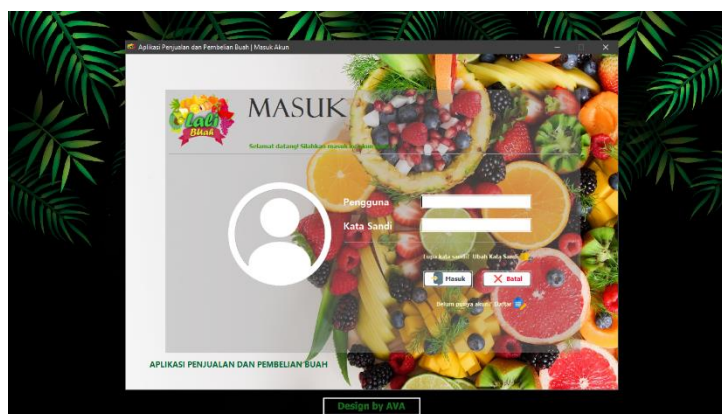 Aplikasi Penjualan dan Pembelian Buah | Masuk Akun
Lali
Buah
MASUK
Selamat datang! Silahkan masuk
Pengguna
Kata Sandi
Lupa kata sandi? Ubah Kata Sandi
Masuk
Batal
Belum punya akun? Daftar
APLIKASI PENJUALAN DAN PEMBELIAN BUAH
Design by AVA